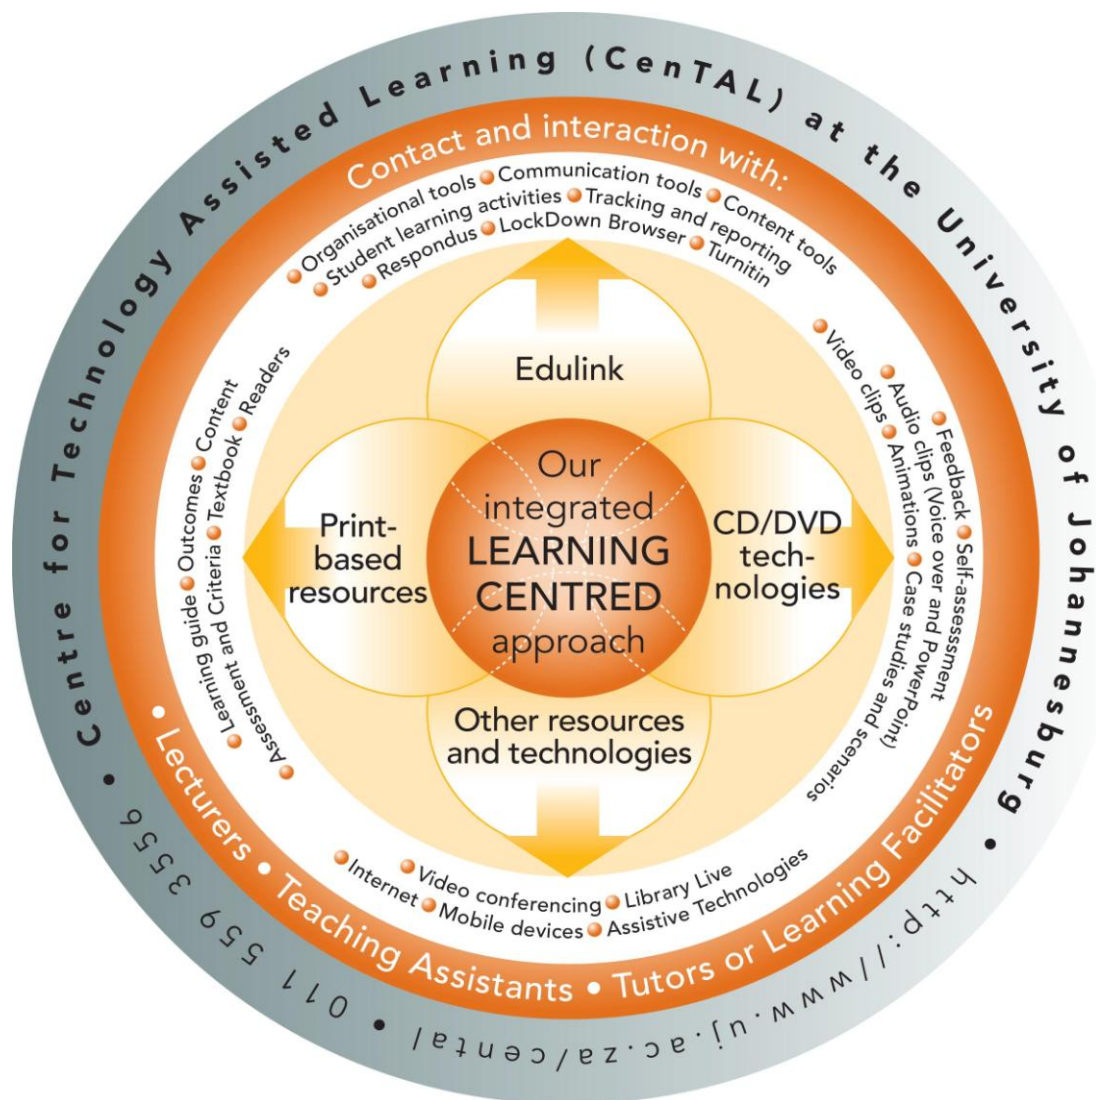 Centre for Technology Assisted Learning (CenTAL) at the University of Johannesburg • http://www.uj.ac.za/cental • 011 559 3556 •
Contact and interaction with:
• Lecturers • Teaching Assistants • Tutors or Learning Facilitators
Organisational tools Communication tools Content tools
Student learning activities Tracking and reporting
Respondus LockDown Browser Turnitin
Edulink
Video clips Animations Case studies and scenarios
Audio clips (Voice over and PowerPoint)
Feedback Self-assessment
CD/DVD
tech-
nologies
Our
integrated
LEARNING
CENTRED
approach
Print-
based
resources
Learning guide Outcomes Content
Assessment and Criteria Textbook Readers
Other resources
and technologies
Video conferencing Library Live
Internet Mobile devices Assistive Technologies